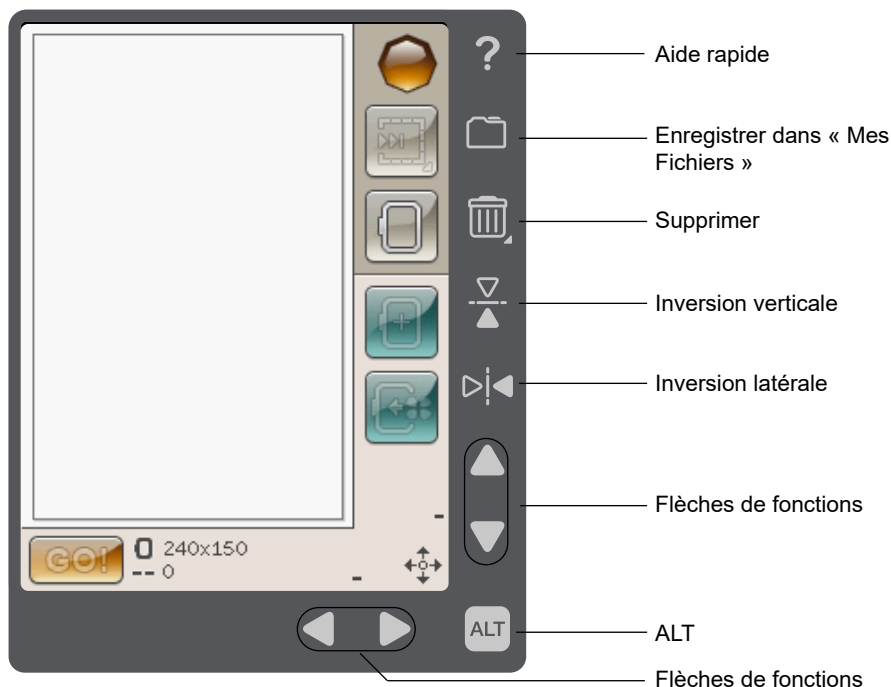 ?
Aide rapide
Enregistrer dans « Mes
Fichiers »
Supprimer
Inversion verticale
Inversion latérale
Flèches de fonctions
GO!
240x150
-- 0
-
-
ALT
ALT
Flèches de fonctions